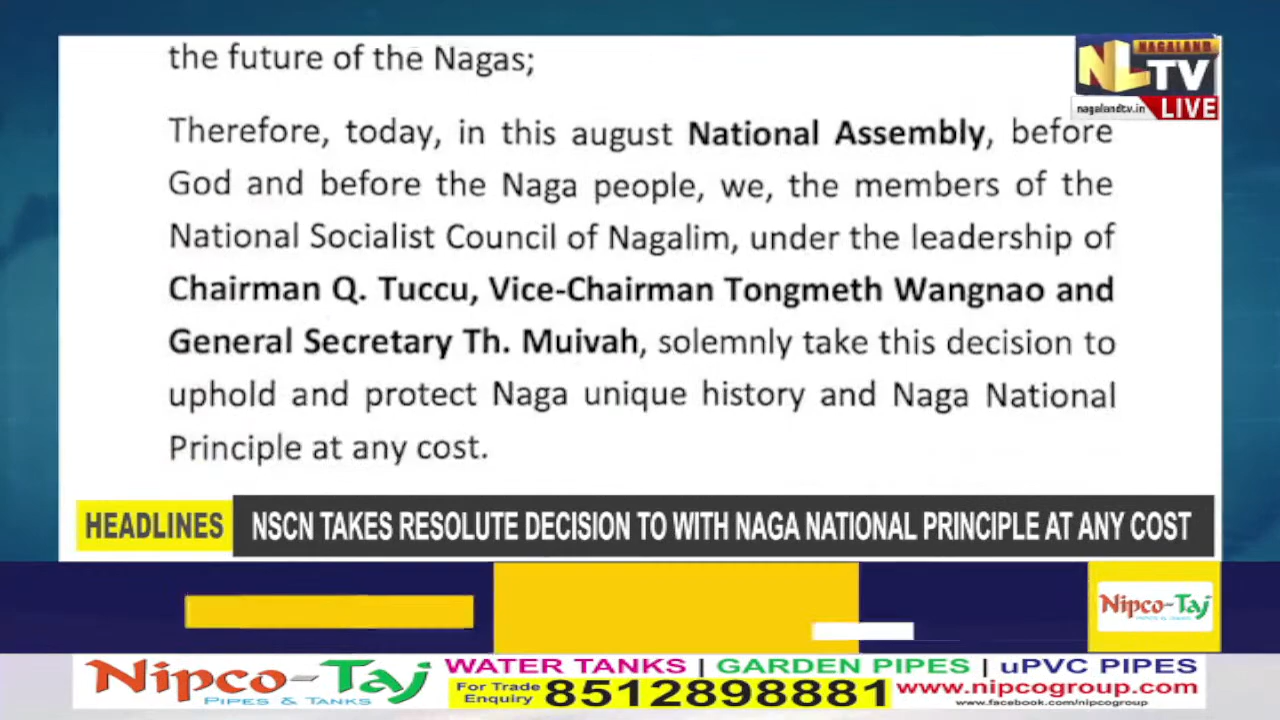 the future of the Nagas;
NAGALAND
NLTV
nagalandtv.in
LIVE
Therefore, today, in this august National Assembly, before
God and before the Naga people, we, the members of the
National Socialist Council of Nagalim, under the leadership of
Chairman Q. Tuccu, Vice-Chairman Tongmeth Wangnao and
General Secretary Th. Muivah, solemnly take this decision to
uphold and protect Naga unique history and Naga National
Principle at any cost.
HEADLINES
NSCN TAKES RESOLUTE DECISION TO WITH NAGA NATIONAL PRINCIPLE AT ANY COST
Nipco-Taj
PIPES & TANKS
Nipco-Taj
PIPES & TANKS
WATER TANKS | GARDEN PIPES | uPVC PIPES
For Trade
Enquiry
8512898881
www.nipcogroup.com
www.facebook.com/nipcogroup